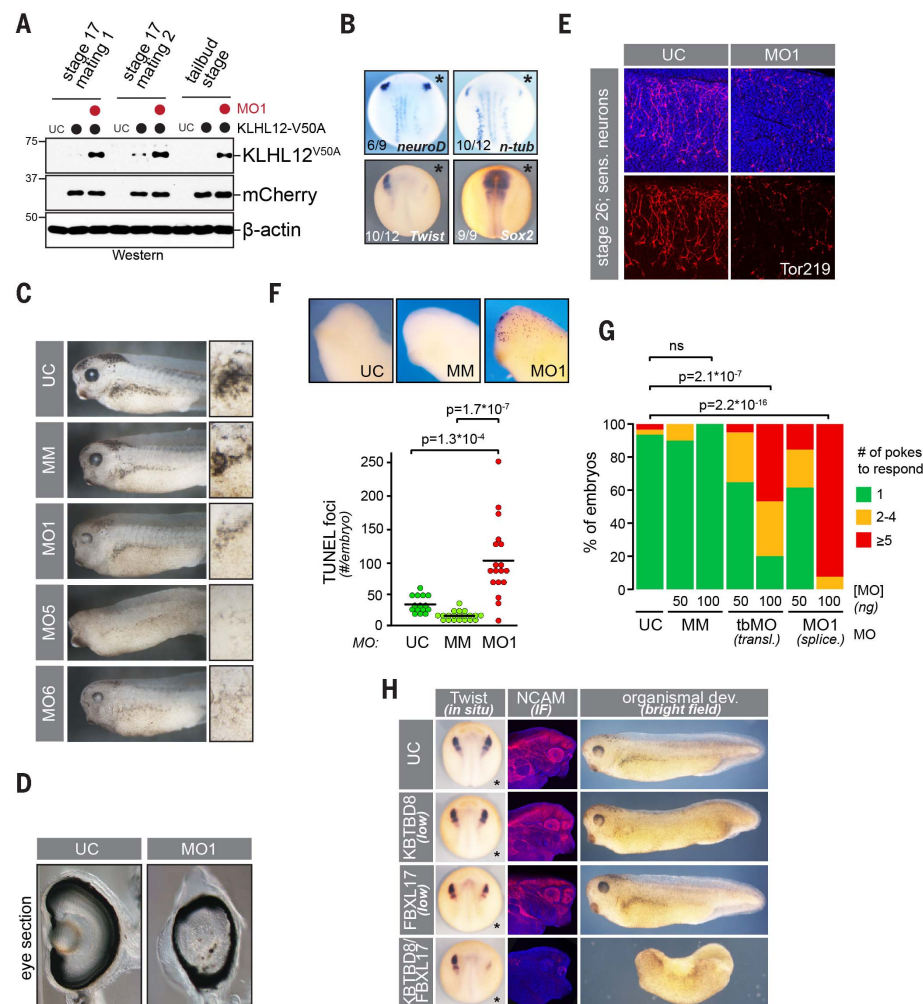 A
stage 17
mating 1
stage 17
mating 2
tailbud
stage
MO1
UC UC UC KLHL12-V50A
75
KLHL12V50A
37
mCherry
50
β-actin
Western
B
*
*
6/9 neuroD
10/12 n-tub
*
*
10/12 Twist
9/9 Sox2
C
UC
MM
MO1
MO5
MO6
D
UC MO1
eye section
E
UC MO1
stage 26; sens. neurons
Tor219
F
UC MM MO1
p=1.7*10-7
p=1.3*10-4
TUNEL foci
(#/embryo)
250
200
150
100
50
0
MO: UC MM MO1
G
ns
p=2.1*10-7
p=2.2*10-16
% of embryos
100
80
60
40
20
0
# of pokes
to respond
1
2-4
≥5
50 100 50 100 50 100 [MO]
(ng)
UC MM tbMO MO1 MO
(transl.) (splice.)
H
Twist NCAM organismal dev.
(in situ) (IF) (bright field)
UC
*
KBTBD8
(low)
*
FBXL17
(low)
*
KBTBD8/
FBXL17
*